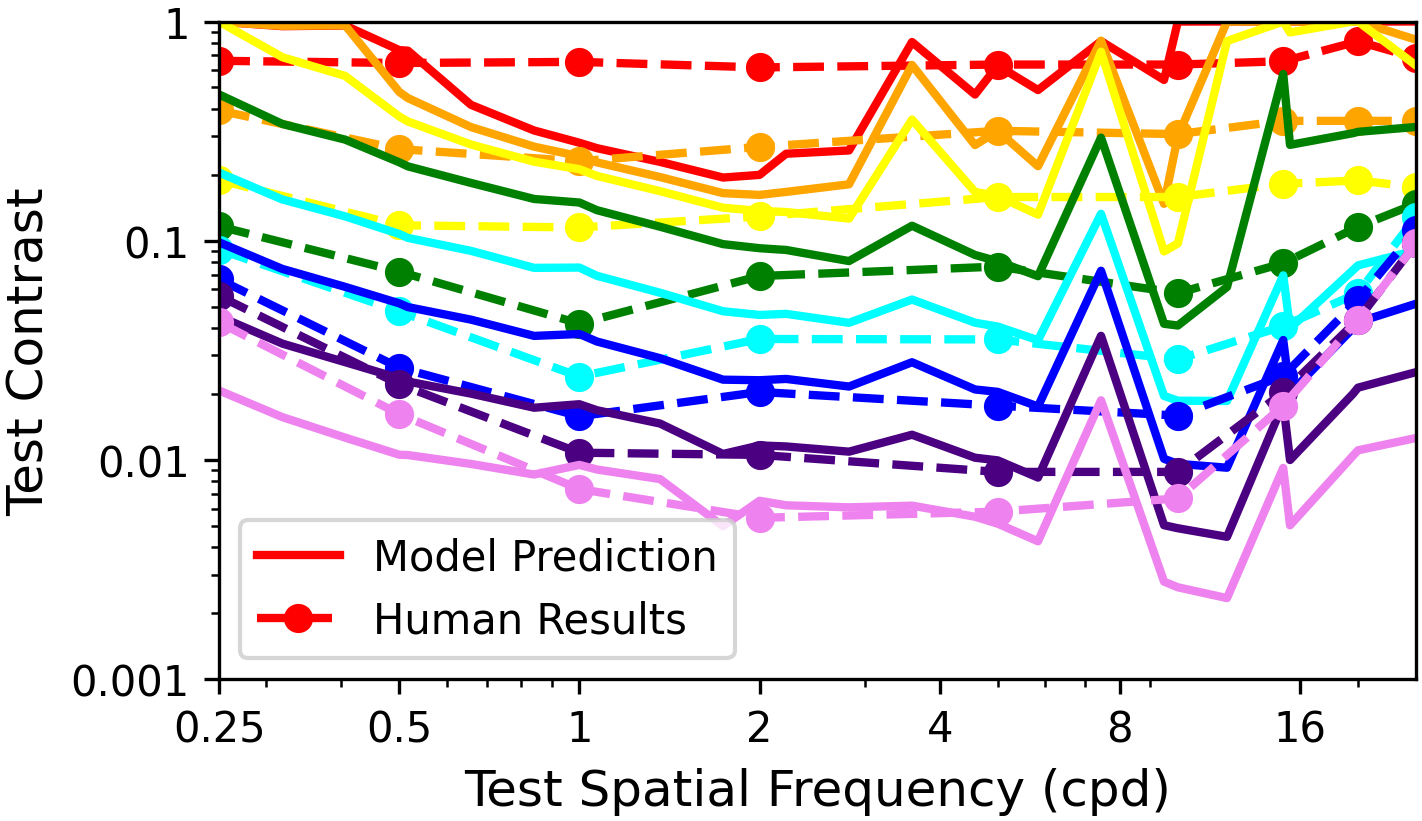 1
0.1
0.01
0.001
Test Contrast
Model Prediction
Human Results
0.25 0.5 1 2 4 8 16
Test Spatial Frequency (cpd)